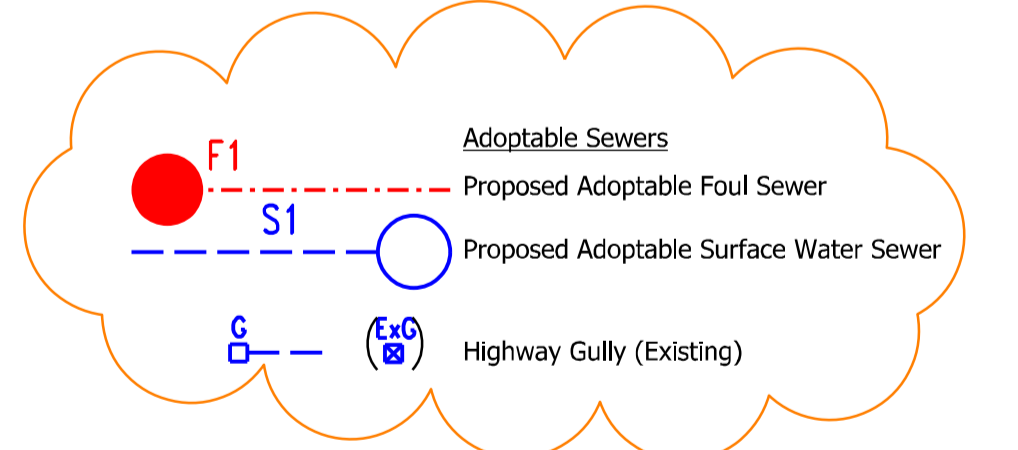 Adoptable Sewers
F1
Proposed Adoptable Foul Sewer
S1
Proposed Adoptable Surface Water Sewer
G
(ExG)
Highway Gully (Existing)